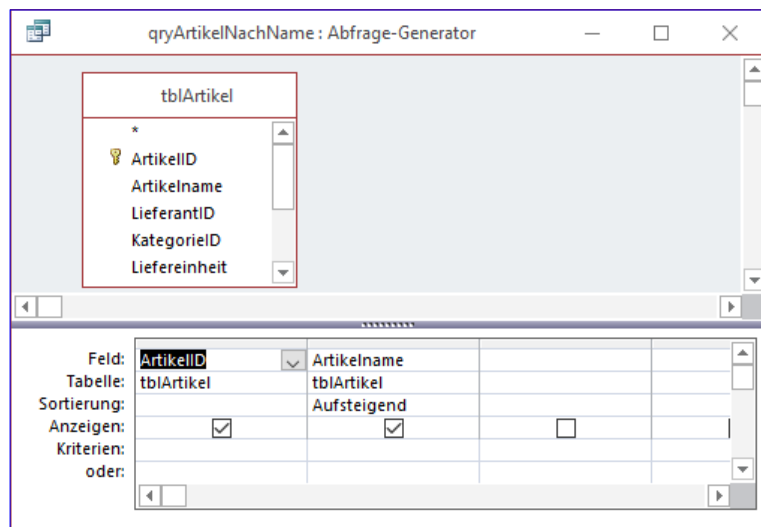 qryArtikelNachName : Abfrage-Generator
tblArtikel
*
ArtikelID
Artikelname
LieferantID
KategorieID
Liefereinheit
Feld: ArtikelID Artikelname
Tabelle: tblArtikel tblArtikel
Sortierung: Aufsteigend
Anzeigen:
Kriterien:
oder: